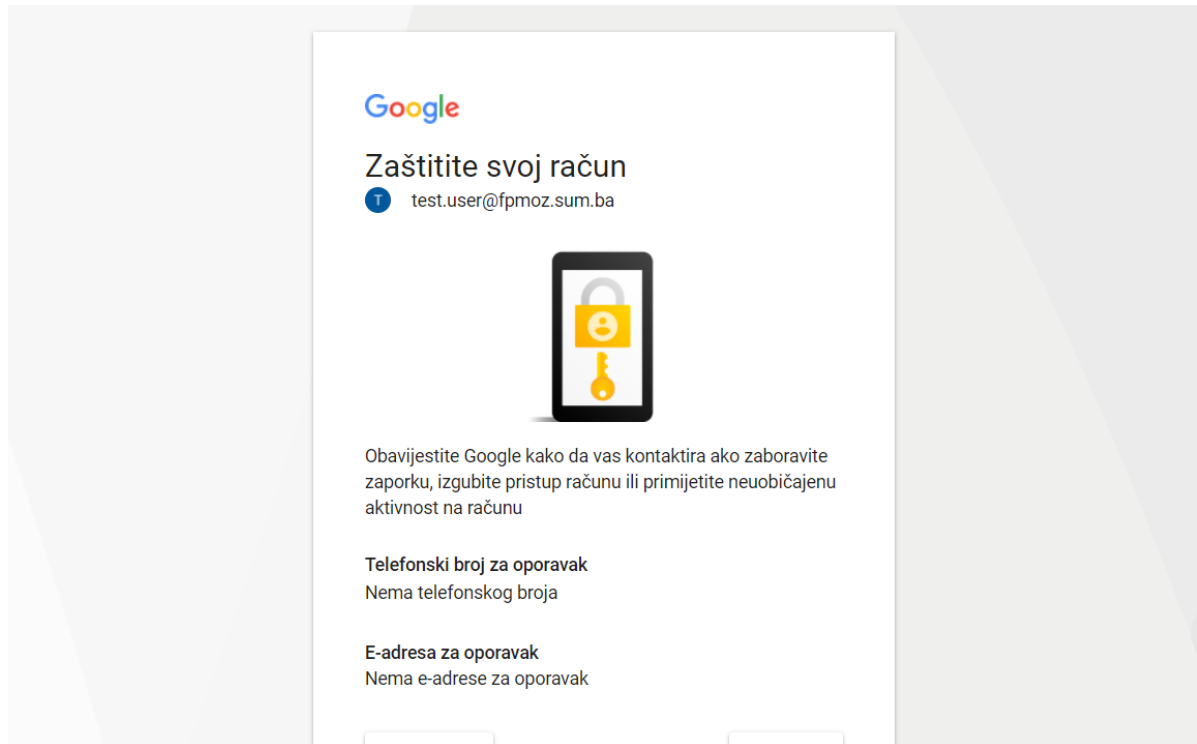 Google
Zaštitite svoj račun
T test.user@fpmoz.sum.ba
Obavijestite Google kako da vas kontaktira ako zaboravite
zaporku, izgubite pristup računu ili primijetite neuobičajenu
aktivnost na računu
Telefonski broj za oporavak
Nema telefonskog broja
E-adresa za oporavak
Nema e-adrese za oporavak